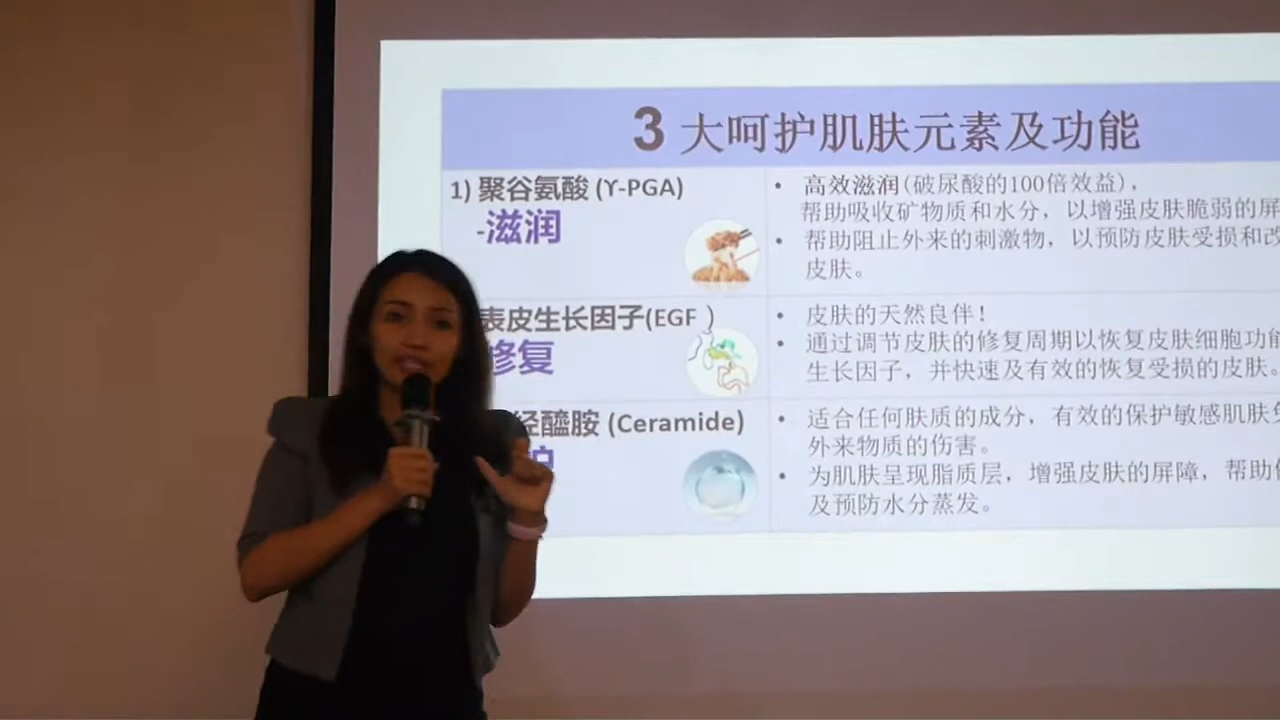 3 大呵护肌肤元素及功能
1) 聚谷氨酸 (Y-PGA)
-滋润
• 高效滋润(破尿酸的100倍效益),
帮助吸收矿物质和水分，以增强皮肤脆弱的屏
• 帮助阻止外来的刺激物，以预防皮肤受损和改
皮肤。
表皮生长因子(EGF )
修复
• 皮肤的天然良伴！
• 通过调节皮肤的修复周期以恢复皮肤细胞功能
生长因子，并快速及有效的恢复受损的皮肤。
经醯胺 (Ceramide)
• 适合任何肤质的成分，有效的保护敏感肌肤免
外来物质的伤害。
• 为肌肤呈现脂质层，增强皮肤的屏障，帮助
及预防水分蒸发。